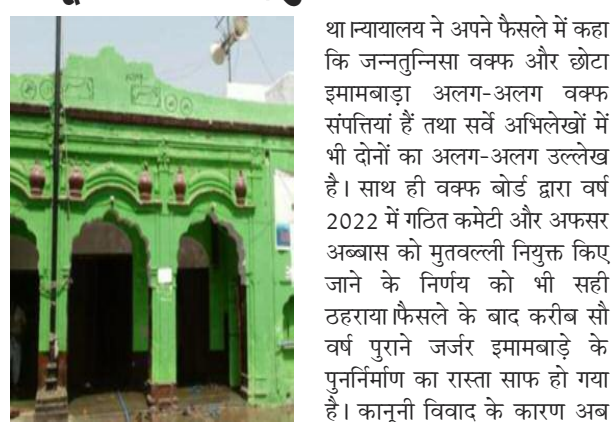 था।न्यायालय ने अपने फैसले में कहा
कि जन्नतुन्निसा वक्फ और छोटा
इमामबाड़ा अलग-अलग वक्फ
संपत्तियां हैं तथा सर्वे अभिलेखों में
भी दोनों का अलग-अलग उल्लेख
है। साथ ही वक्फ बोर्ड द्वारा वर्ष
2022 में गठित कमेटी और अफसर
अब्बास को मुतवल्ली नियुक्त किए
जाने के निर्णय को भी सही
ठहराया।फैसले के बाद करीब सौ
वर्ष पुराने जर्जर इमामबाड़े के
पुनर्निर्माण का रास्ता साफ हो गया
है। कानूनी विवाद के कारण अब